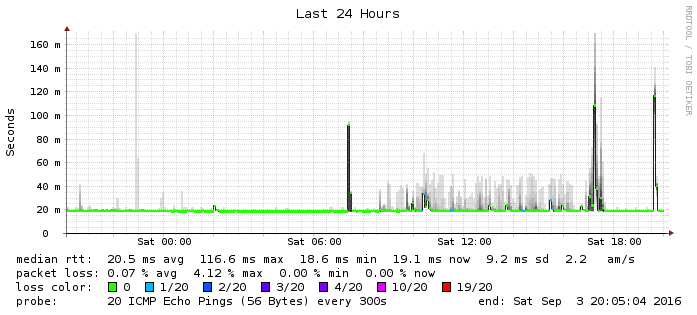 Last 24 Hours
RRDTOOL / TOBI OETIKER
Seconds
160 m
140 m
120 m
100 m
80 m
60 m
40 m
20 m
0
Sat 00:00 Sat 06:00 Sat 12:00 Sat 18:00
median rtt: 20.5 ms avg 116.6 ms max 18.6 ms min 19.1 ms now 9.2 ms sd 2.2 am/s
packet loss: 0.07 % avg 4.12 % max 0.00 % min 0.00 % now
loss color: 0 1/20 2/20 3/20 4/20 10/20 19/20
probe: 20 ICMP Echo Pings (56 Bytes) every 300s end: Sat Sep 3 20:05:04 2016